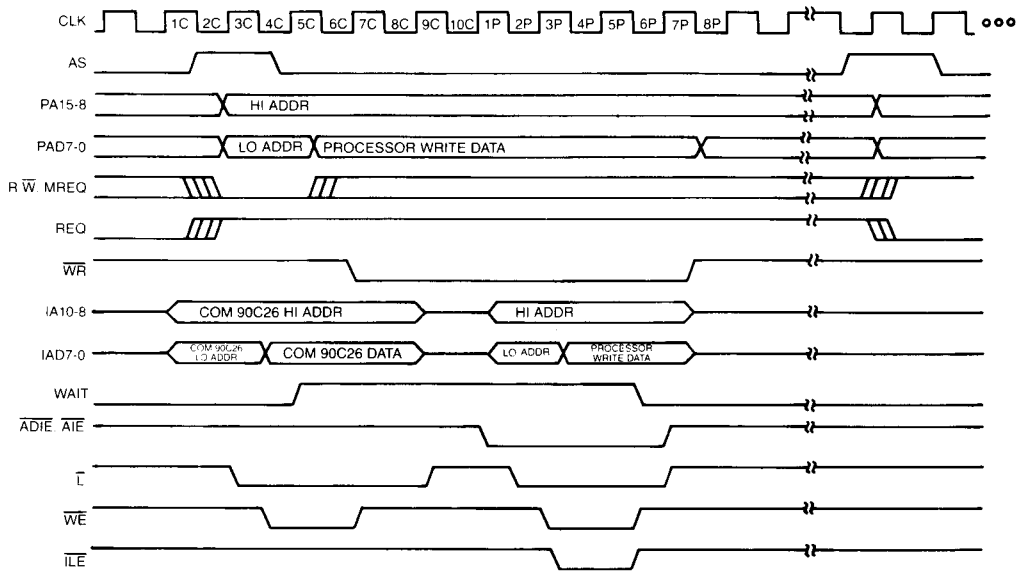 CLK 1C 2C 3C 4C 5C 6C 7C 8C 9C 10C 1P 2P 3P 4P 5P 6P 7P 8P
AS
PA15-8 HI ADDR
PAD7-0 LO ADDR PROCESSOR WRITE DATA
R W. MREQ
REQ
WR
IA10-8 COM 90C26 HI ADDR HI ADDR
IAD7-0 COM 90C26 LO ADDR COM 90C26 DATA LO ADDR PROCESSOR WRITE DATA
WAIT
ADIE AIE
L
WE
ILE